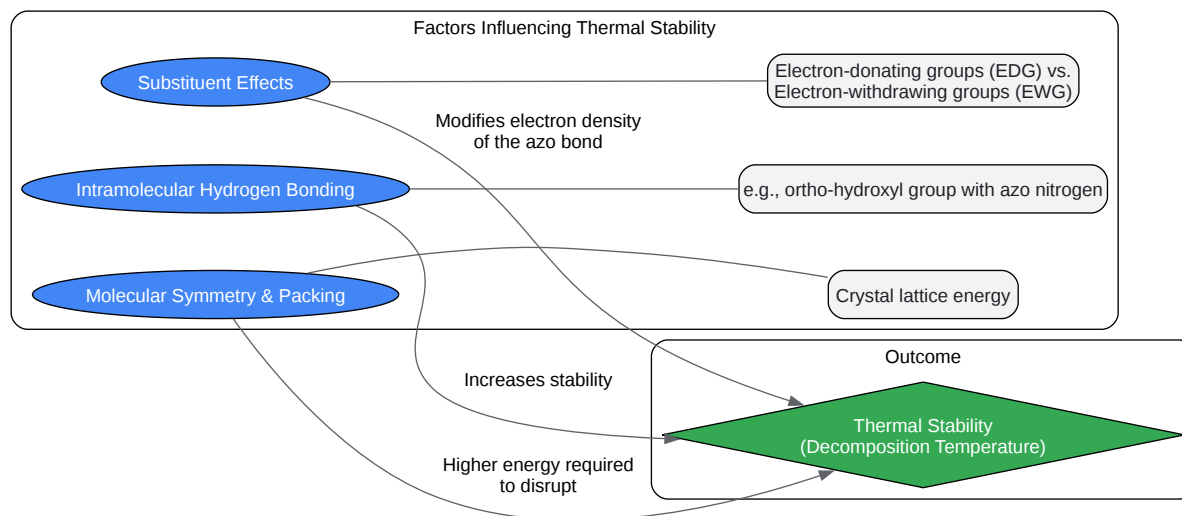 Factors Influencing Thermal Stability
Substituent Effects
Electron-donating groups (EDG) vs.
Electron-withdrawing groups (EWG)
Modifies electron density
of the azo bond
Intramolecular Hydrogen Bonding
e.g., ortho-hydroxyl group with azo nitrogen
Molecular Symmetry & Packing
Crystal lattice energy
Outcome
Increases stability
Thermal Stability
(Decomposition Temperature)
Higher energy required
to disrupt